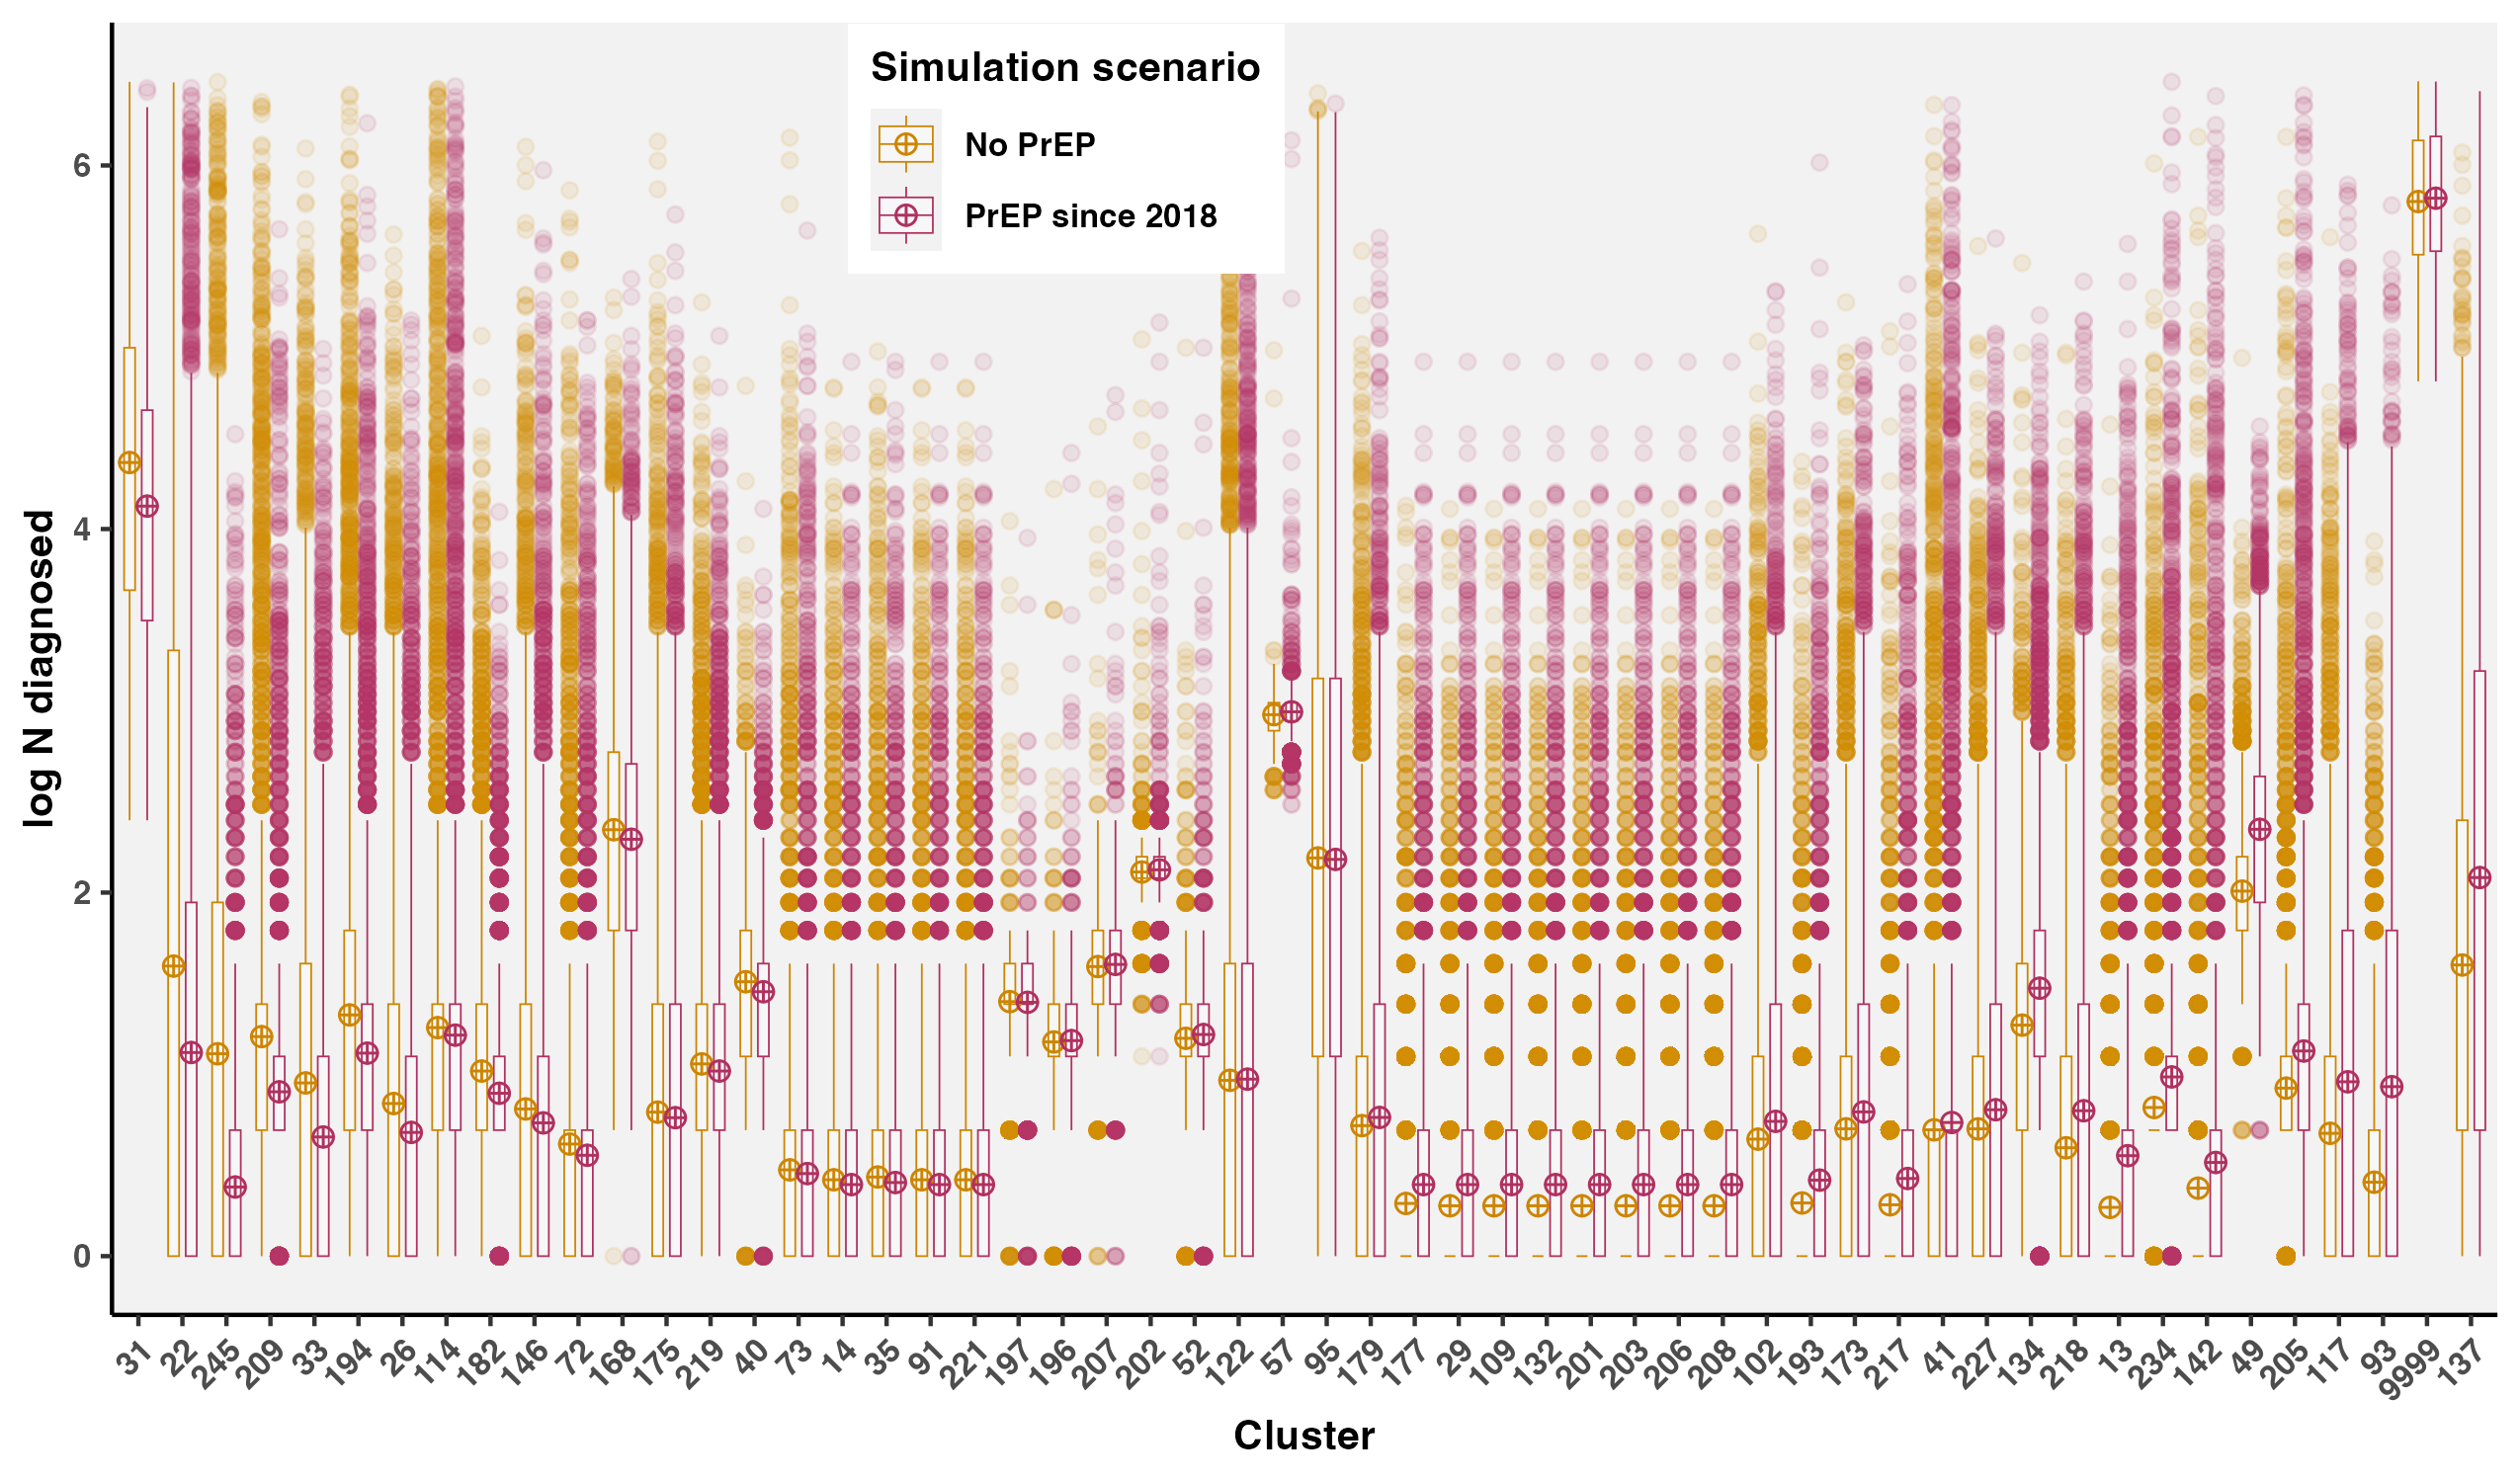 Simulation scenario
No PrEP
PrEP since 2018
log N diagnosed
6
4
2
0
31 22 245 209 33 194 26 114 182 146 72 168 175 219 40 73 14 35 91 221 197 196 207 202 52 122 57 95 179 177 29 109 132 201 203 206 208 102 193 173 217 41 227 134 218 13 234 142 49 205 117 93 9999 137
Cluster